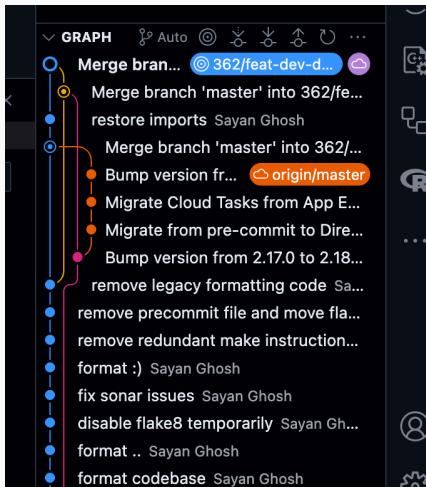 GRAPH Auto ...
Merge bran... 362/feat-dev-d...
Merge branch 'master' into 362/fe...
restore imports Sayan Ghosh
Merge branch 'master' into 362/...
Bump version fr... origin/master
Migrate Cloud Tasks from App E...
Migrate from pre-commit to Dire...
Bump version from 2.17.0 to 2.18...
remove legacy formatting code Sa...
remove precommit file and move fla...
remove redundant make instruction...
format :) Sayan Ghosh
fix sonar issues Sayan Ghosh
disable flake8 temporarily Sayan Gh...
format .. Sayan Ghosh
format codebase Sayan Ghosh